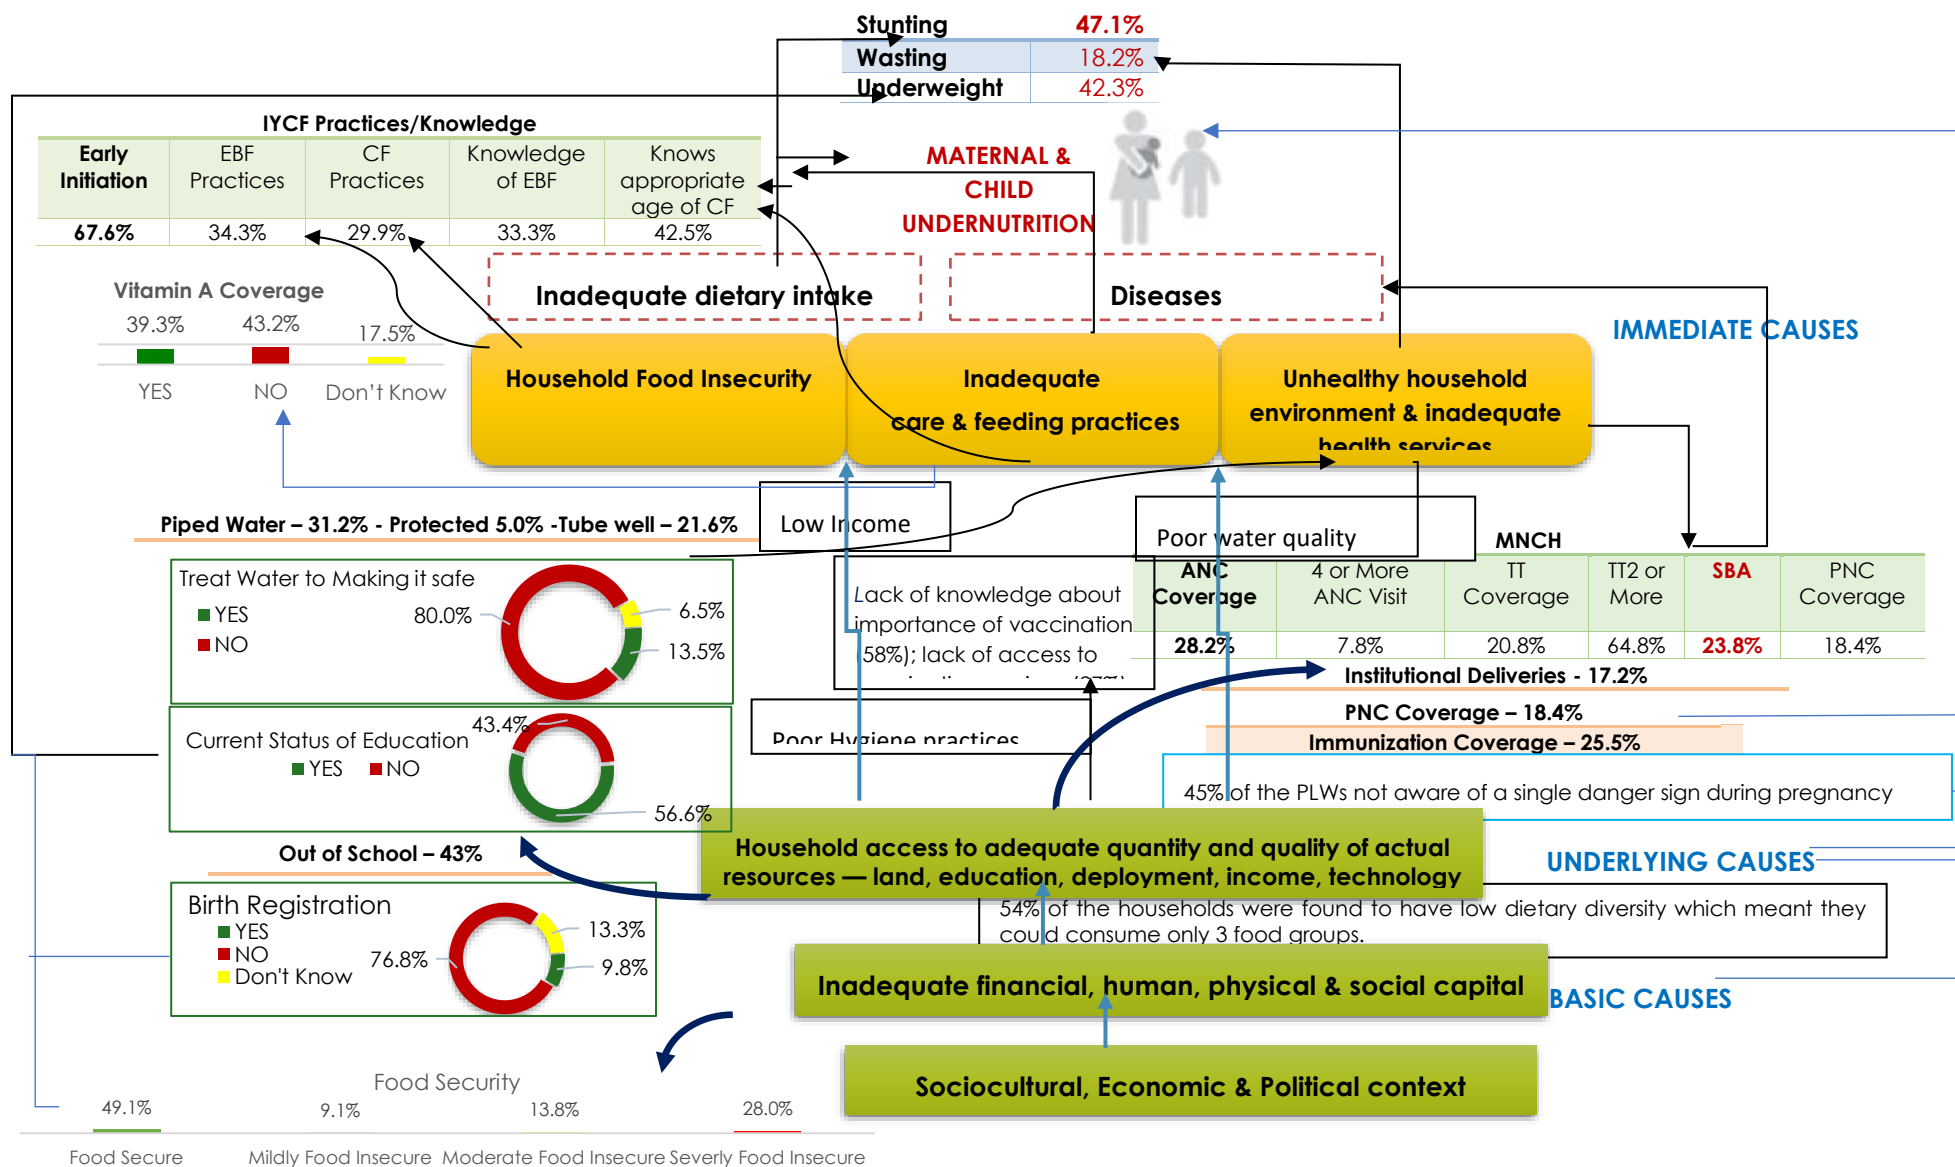 Stunting 47.1%
Wasting 18.2%
Underweight 42.3%
IYCF Practices/Knowledge
Early Initiation
EBF Practices
CF Practices
Knowledge of EBF
Knows appropriate age of CF
67.6% 34.3% 29.9% 33.3% 42.5%
MATERNAL &
CHILD
UNDERNUTRITION
Vitamin A Coverage
39.3% 43.2% 17.5%
YES NO Don't Know
Inadequate dietary intake
Diseases
IMMEDIATE CAUSES
Household Food Insecurity
Inadequate
care & feeding practices
Unhealthy household
environment & inadequate
health services
Piped Water – 31.2% - Protected 5.0% -Tube well – 21.6%
Low Income
Poor water quality
Treat Water to Making it safe
YES
NO
80.0%
6.5%
13.5%
Lack of knowledge about
importance of vaccination
(58%); lack of access to
MNCH
ANC Coverage
4 or More ANC Visit
TT Coverage
TT2 or More
SBA
PNC Coverage
28.2% 7.8% 20.8% 64.8% 23.8% 18.4%
Institutional Deliveries - 17.2%
PNC Coverage – 18.4%
Immunization Coverage – 25.5%
Poor Hygiene practices
Current Status of Education
YES NO
43.4%
56.6%
45% of the PLWs not aware of a single danger sign during pregnancy
Out of School – 43%
Household access to adequate quantity and quality of actual
resources — land, education, deployment, income, technology
UNDERLYING CAUSES
54% of the households were found to have low dietary diversity which meant they
could consume only 3 food groups.
Birth Registration
YES
NO
Don't Know
76.8%
13.3%
9.8%
Inadequate financial, human, physical & social capital
BASIC CAUSES
Sociocultural, Economic & Political context
Food Security
49.1% 9.1% 13.8% 28.0%
Food Secure Mildly Food Insecure Moderate Food Insecure Severly Food Insecure